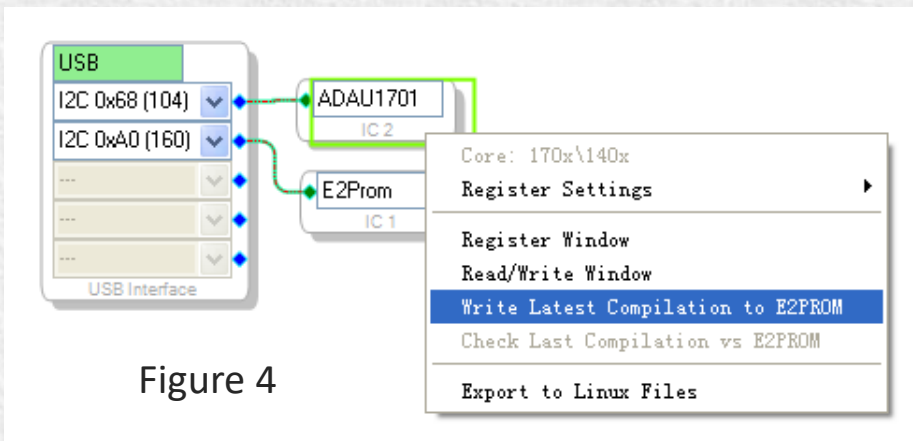 USB
I2C 0x68 (104)
I2C 0xA0 (160)
---
---
---
USB Interface
ADAU1701
IC 2
E2Prom
IC 1
Core: 170x\140x
Register Settings
Register Window
Read/Write Window
Write Latest Compilation to E2PROM
Check Last Compilation vs E2PROM
Export to Linux Files
Figure 4